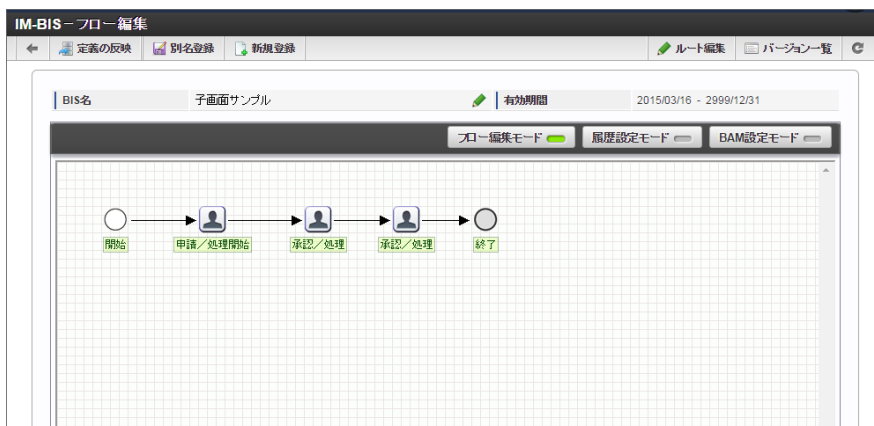 IM-BIS－フロー編集
定義の反映 別名登録 新規登録 ルート編集 バージョン一覧
BIS名 子画面サンプル 有効期間 2015/03/16 - 2999/12/31
フロー編集モード 履歴設定モード BAM設定モード
開始 申請／処理開始 承認／処理 承認／処理 終了